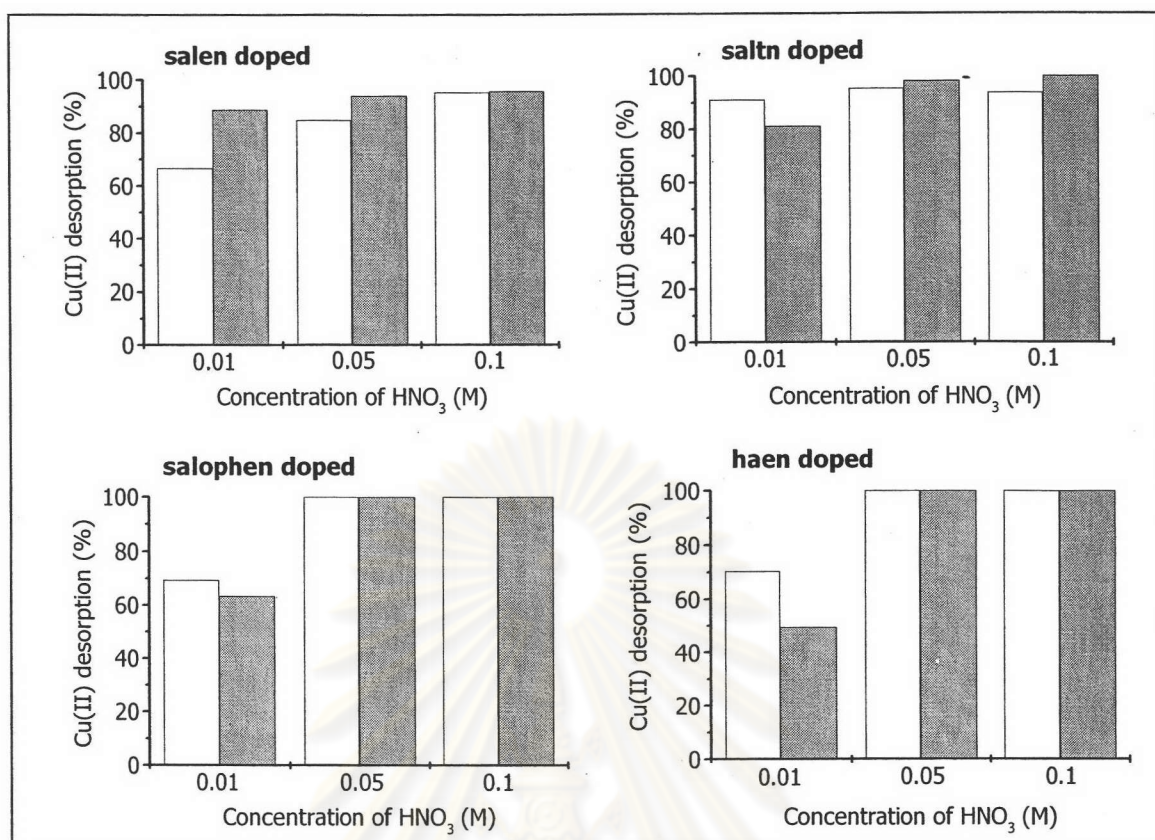 salen doped
Cu(II) desorption (%)
100
80
60
40
20
0
0.01 0.05 0.1
Concentration of HNO₃ (M)
saltn doped
Cu(II) desorption (%)
100
80
60
40
20
0
0.01 0.05 0.1
Concentration of HNO₃ (M)
salophen doped
Cu(II) desorption (%)
100
80
60
40
20
0
0.01 0.05 0.1
Concentration of HNO₃ (M)
haen doped
Cu(II) desorption (%)
100
80
60
40
20
0
0.01 0.05 0.1
Concentration of HNO₃ (M)